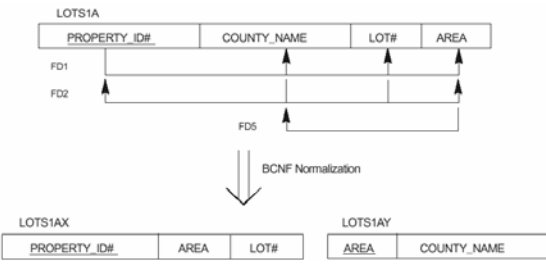 LOTS1A
PROPERTY_ID# COUNTY_NAME LOT# AREA
FD1
FD2
FD5
BCNF Normalization
LOTS1AX LOTS1AY
PROPERTY_ID# AREA LOT# AREA COUNTY_NAME